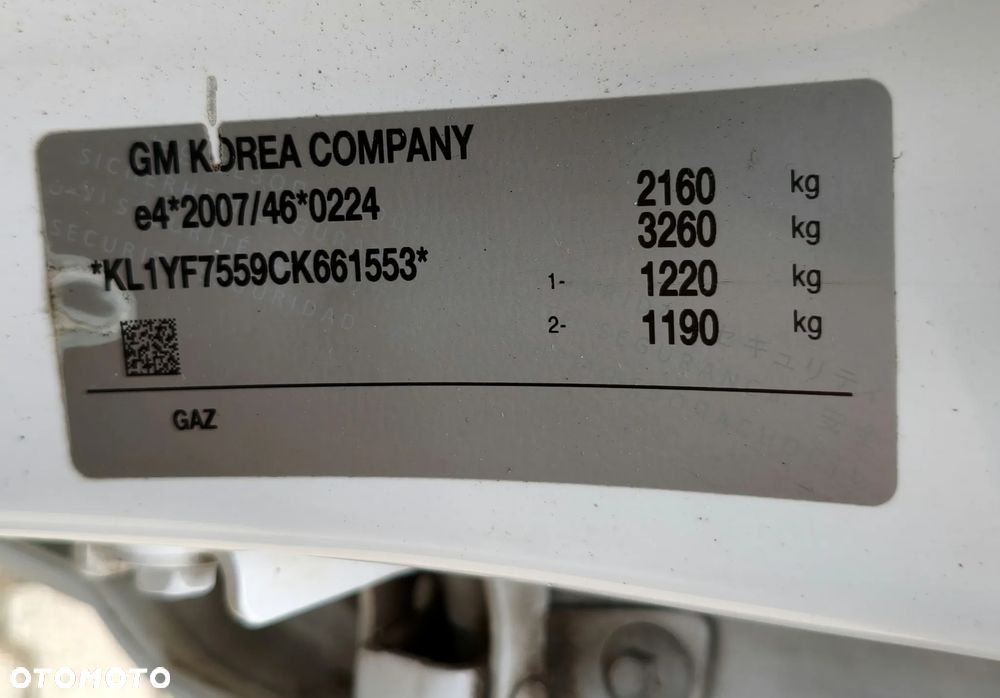 GM KOREA COMPANY
e4*2007/46*0224 2160 kg
3260 kg
*KL1YF7559CK661553* 1- 1220 kg
2- 1190 kg
GAZ
SECURIDAD
OTOMOTO